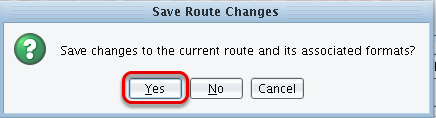 Save Route Changes
Save changes to the current route and its associated formats?
Yes No Cancel